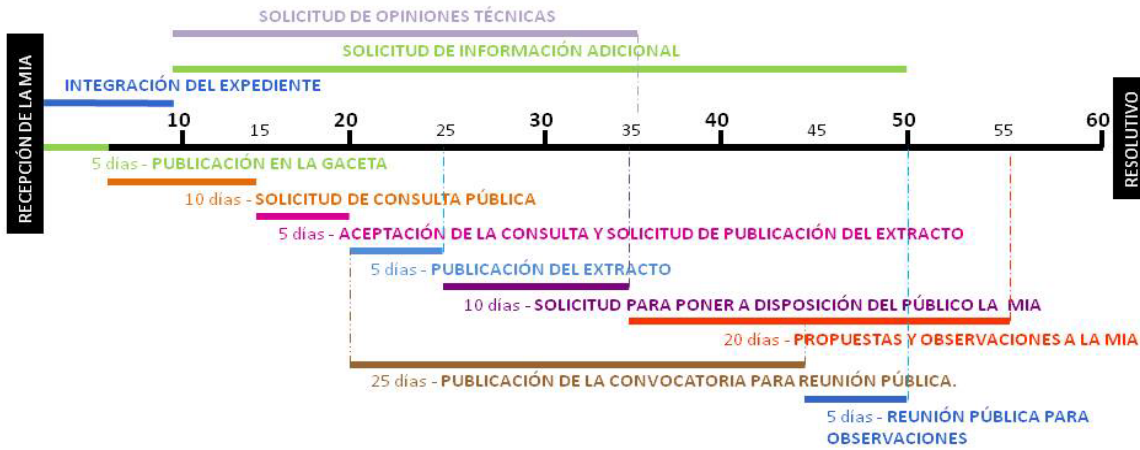 SOLICITUD DE OPINIONES TÉCNICAS
SOLICITUD DE INFORMACIÓN ADICIONAL
INTEGRACIÓN DEL EXPEDIENTE
RECEPCIÓN DE LA MIA
10 15 20 25 30 35 40 45 50 55 60
RESOLUTIVO
5 días - PUBLICACIÓN EN LA GACETA
10 días - SOLICITUD DE CONSULTA PÚBLICA
5 días - ACEPTACIÓN DE LA CONSULTA Y SOLICITUD DE PUBLICACIÓN DEL EXTRACTO
5 días - PUBLICACIÓN DEL EXTRACTO
10 días - SOLICITUD PARA PONER A DISPOSICIÓN DEL PÚBLICO LA MIA
20 días - PROPUESTAS Y OBSERVACIONES A LA MIA
25 días - PUBLICACIÓN DE LA CONVOCATORIA PARA REUNIÓN PÚBLICA.
5 días - REUNIÓN PÚBLICA PARA
OBSERVACIONES